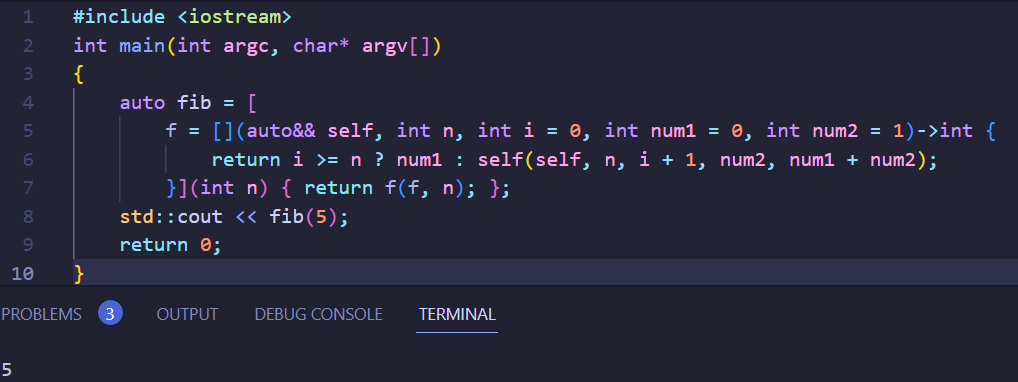 1 #include <iostream>
2 int main(int argc, char* argv[])
3 {
4     auto fib = [
5         f = [](auto&& self, int n, int i = 0, int num1 = 0, int num2 = 1)->int {
6             return i >= n ? num1 : self(self, n, i + 1, num2, num1 + num2);
7         }](int n) { return f(f, n); };
8     std::cout << fib(5);
9     return 0;
10 }
PROBLEMS 3 OUTPUT DEBUG CONSOLE TERMINAL
5